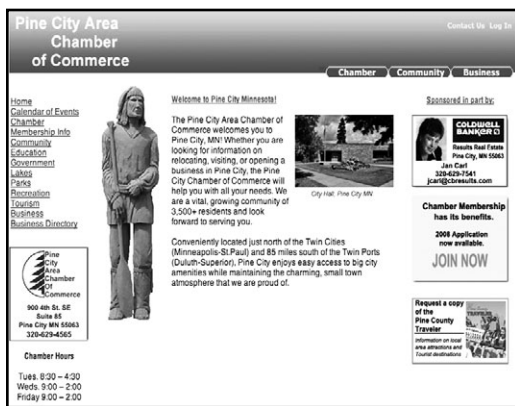 Pine City Area
Chamber
of Commerce
Contact Us Log In
Chamber
Community
Business
Home
Calendar of Events
Chamber
Membership Info
Community
Education
Government
Lakes
Parks
Recreation
Tourism
Business
Business Directory
Pine
City
Area
Chamber
Of
Commerce
900 4th St. SE
Suite 85
Pine City MN 55063
320-629-4565
Chamber Hours
Tues. 8:30 – 4:30
Weds. 9:00 – 2:00
Friday 9:00 – 2:00
Welcome to Pine City Minnesota!
The Pine City Area Chamber of
Commerce welcomes you to
Pine City, MN! Whether you are
looking for information on
relocating, visiting, or opening a
business in Pine City, the Pine
City Chamber of Commerce will
help you with all your needs. We
are a vital, growing community of
3,500+ residents and look
forward to serving you.
City Hall, Pine City MN.
Conveniently located just north of the Twin Cities
(Minneapolis-St.Paul) and 85 miles south of the Twin Ports
(Duluth-Superior), Pine City enjoys easy access to big city
amenities while maintaining the charming, small town
atmosphere that we are proud of.
Sponsored in part by:
COLDWELL
BANKER
Results Real Estate
Pine City, MN 55063
Jan Carl
320-629-7541
jcarl@cbresults.com
Chamber Membership
has its benefits.
2008 Application
now available.
JOIN NOW
Request a copy
of the
Pine County
Traveler
Information on local
area attractions and
Tourist destinations
TRAVELER